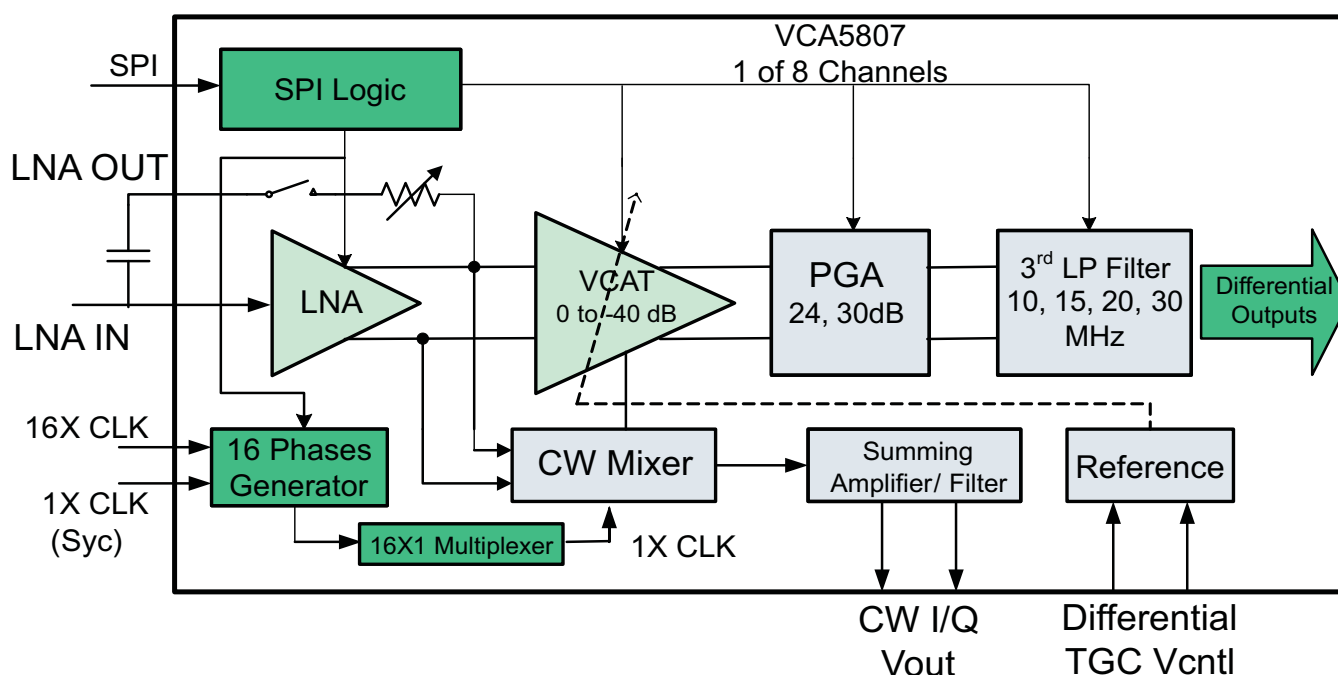 VCA5807
1 of 8 Channels
SPI
SPI Logic
LNA OUT
LNA IN
LNA
VCAT
0 to -40 dB
PGA
24, 30dB
3rd LP Filter
10, 15, 20, 30
MHz
Differential
Outputs
16X CLK
1X CLK
(Syc)
16 Phases
Generator
16X1 Multiplexer
CW Mixer
1X CLK
Summing
Amplifier/ Filter
Reference
CW I/Q
Vout
Differential
TGC Vcntl